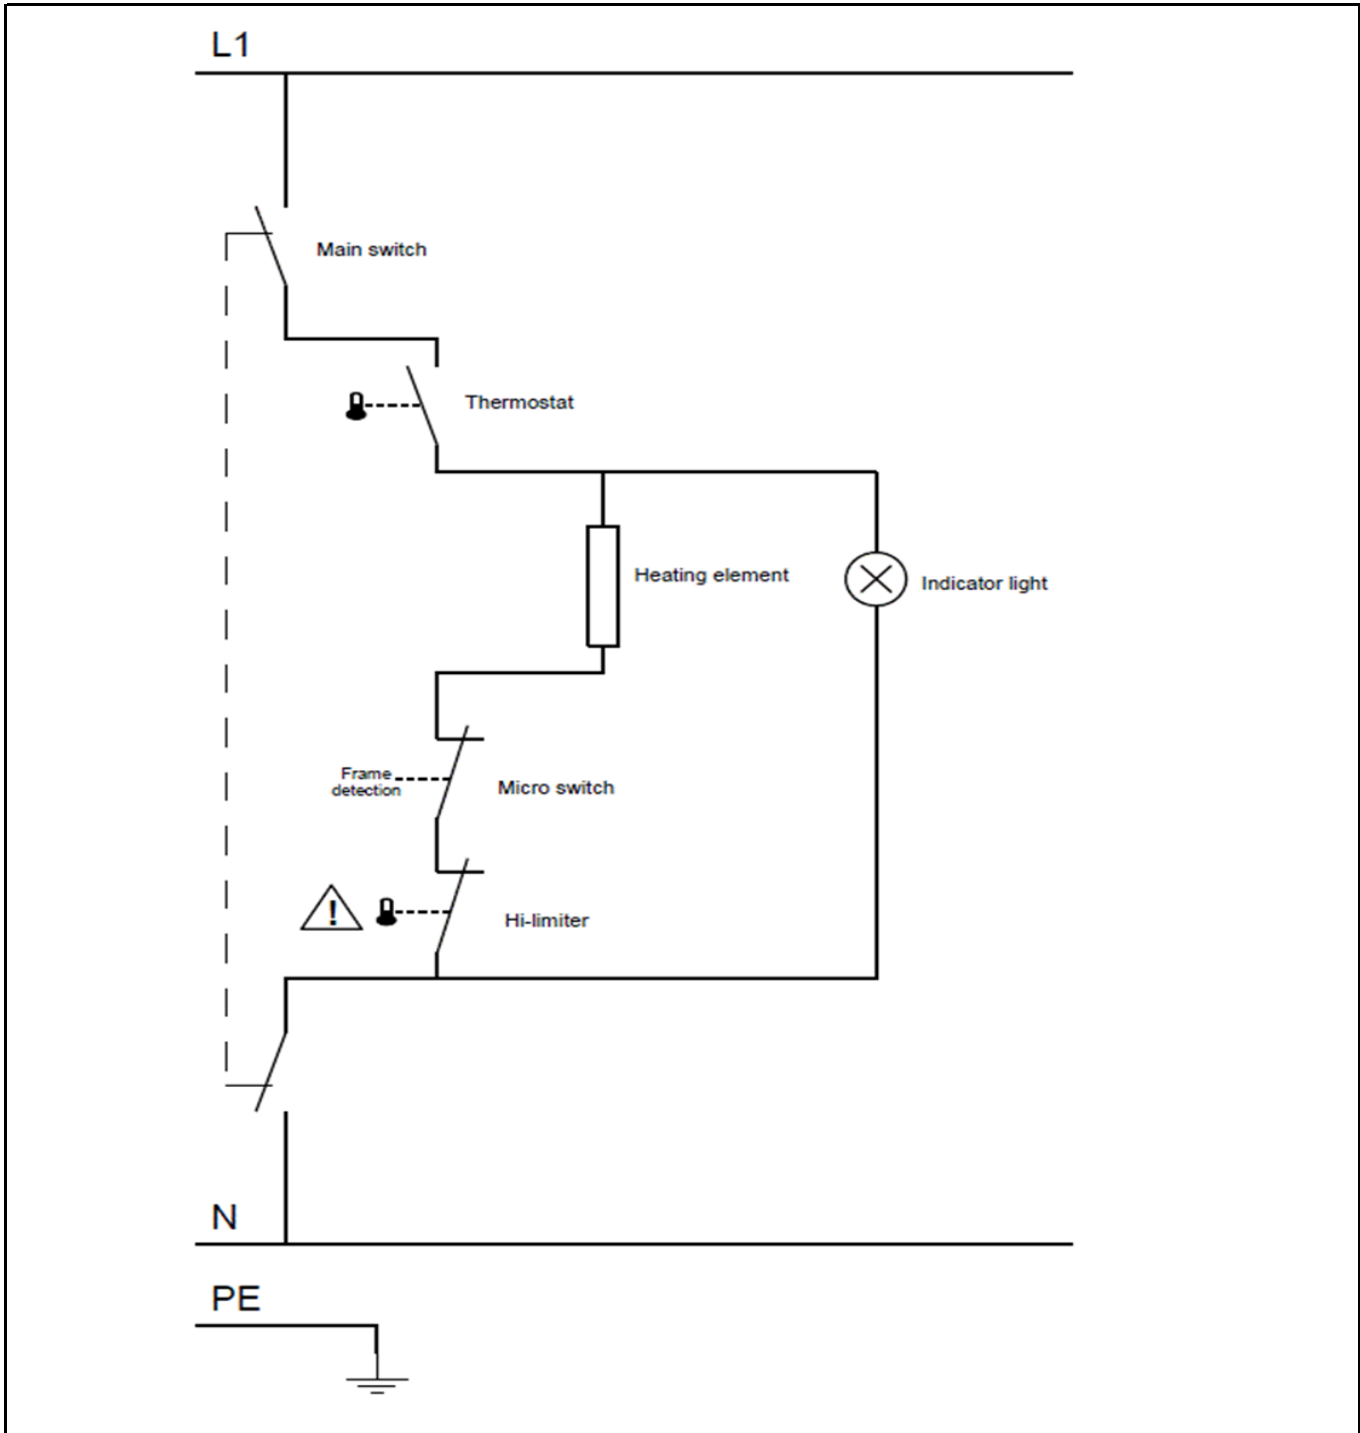 L1
Main switch
Thermostat
Heating element
Indicator light
Frame
detection
Micro switch
!
Hi-limiter
N
PE